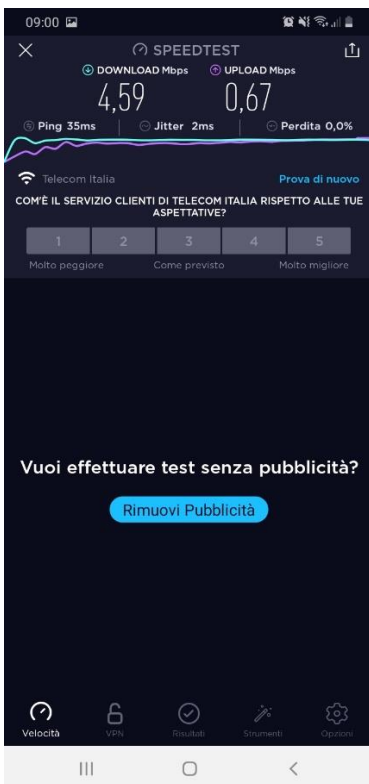 09:00
SPEEDTEST
DOWNLOAD Mbps UPLOAD Mbps
4,59 0,67
Ping 35ms Jitter 2ms Perdita 0,0%
Telecom Italia Prova di nuovo
COM'È IL SERVIZIO CLIENTI DI TELECOM ITALIA RISPETTO ALLE TUE
ASPETTATIVE?
1 2 3 4 5
Molto peggiore Come previsto Molto migliore
Vuoi effettuare test senza pubblicità?
Rimuovi Pubblicità
Velocità VPN Risultati Strumenti Opzioni